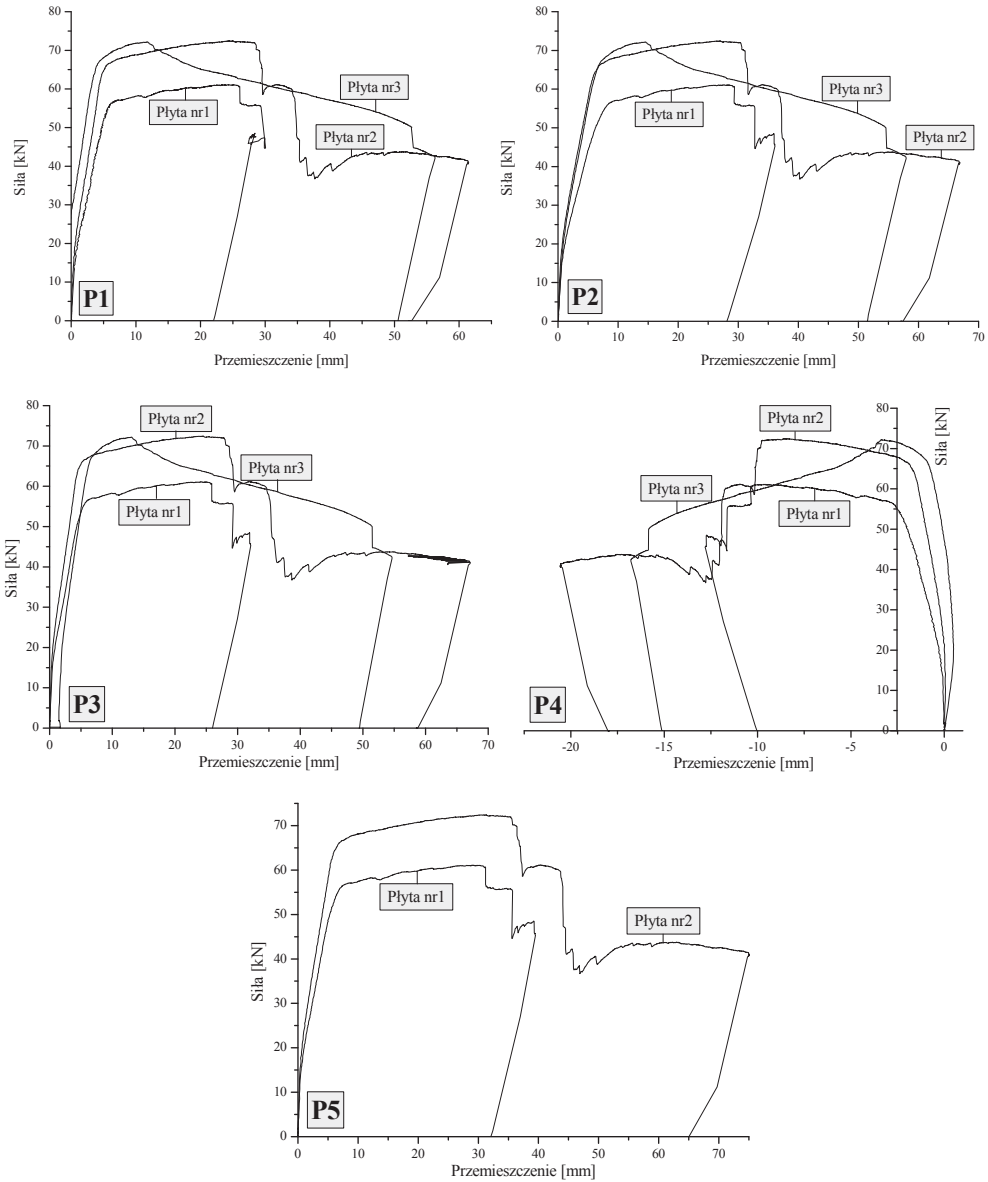 80
70
60
50
40
30
20
10
0
Siła [kN]
Płyta nr3
Płyta nr1
Płyta nr2
P1
0 10 20 30 40 50 60
Przemieszczenie [mm]
80
70
60
50
40
30
20
10
0
Siła [kN]
Płyta nr3
Płyta nr1
Płyta nr2
P2
0 10 20 30 40 50 60 70
Przemieszczenie [mm]
80
70
60
50
40
30
20
10
0
Siła [kN]
Płyta nr2
Płyta nr3
Płyta nr1
P3
0 10 20 30 40 50 60 70
Przemieszczenie [mm]
80
70
60
50
40
30
20
10
0
Siła [kN]
Płyta nr2
Płyta nr3
Płyta nr1
P4
-20 -15 -10 -5 0
Przemieszczenie [mm]
70
60
50
40
30
20
10
0
Siła [kN]
Płyta nr1
Płyta nr2
P5
0 10 20 30 40 50 60 70
Przemieszczenie [mm]